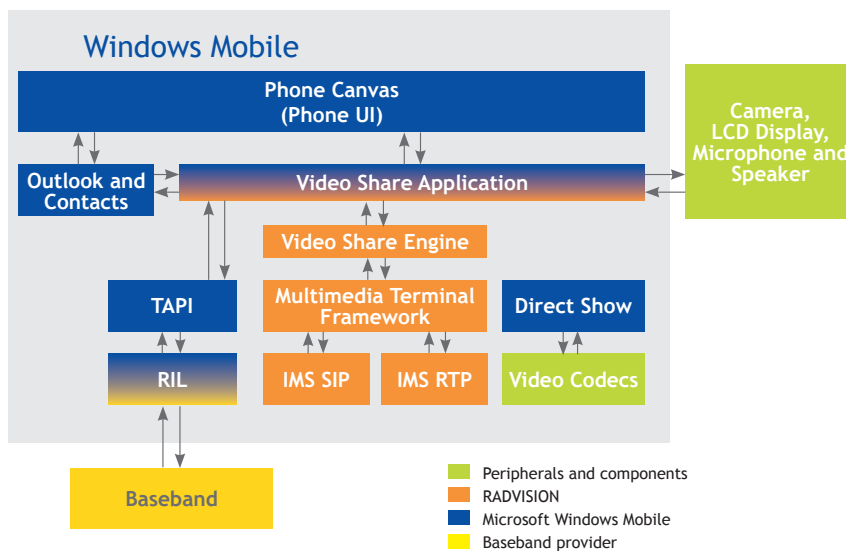 Windows Mobile
Phone Canvas
(Phone UI)
Camera,
LCD Display,
Microphone and
Speaker
Outlook and
Contacts
Video Share Application
Video Share Engine
TAPI
Multimedia Terminal
Framework
Direct Show
RIL
IMS SIP
IMS RTP
Video Codecs
Baseband
Peripherals and components
RADVISION
Microsoft Windows Mobile
Baseband provider